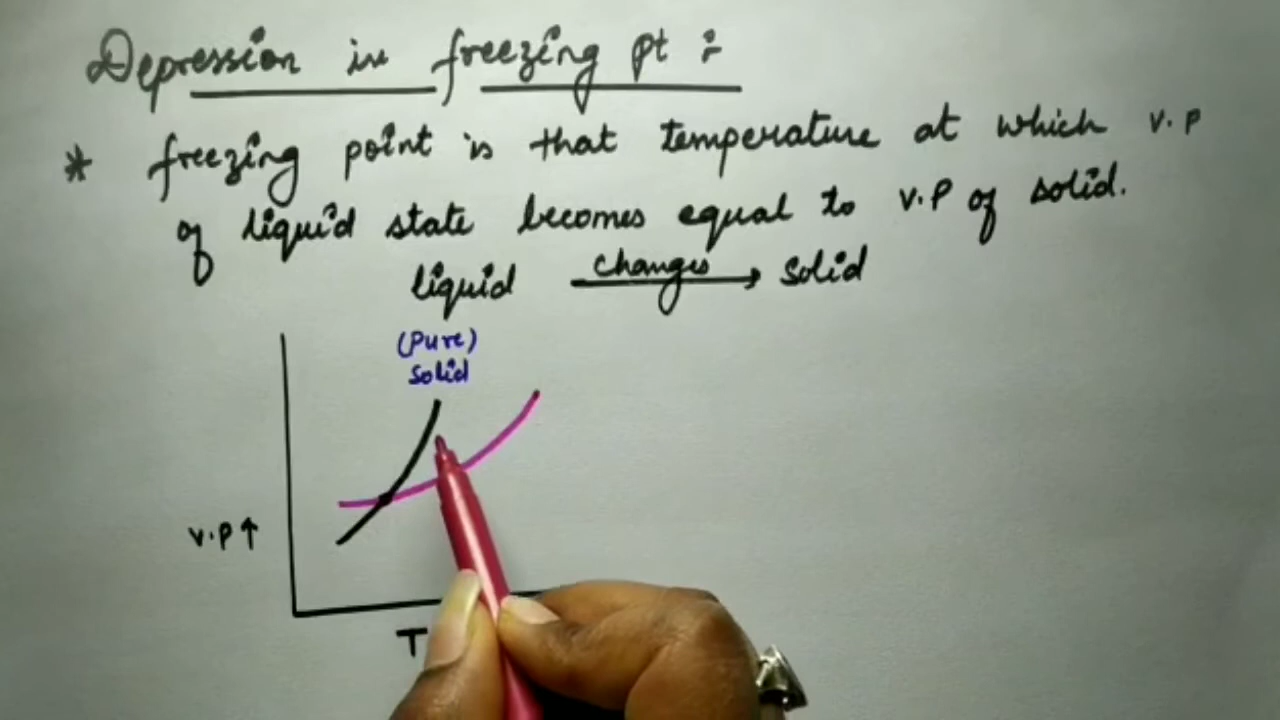 Depression in freezing pt :-
* freezing point is that temperature at which v.p
of liquid state becomes equal to v.p of solid.
liquid changes → solid
(Pure)
solid
v.p ↑
T